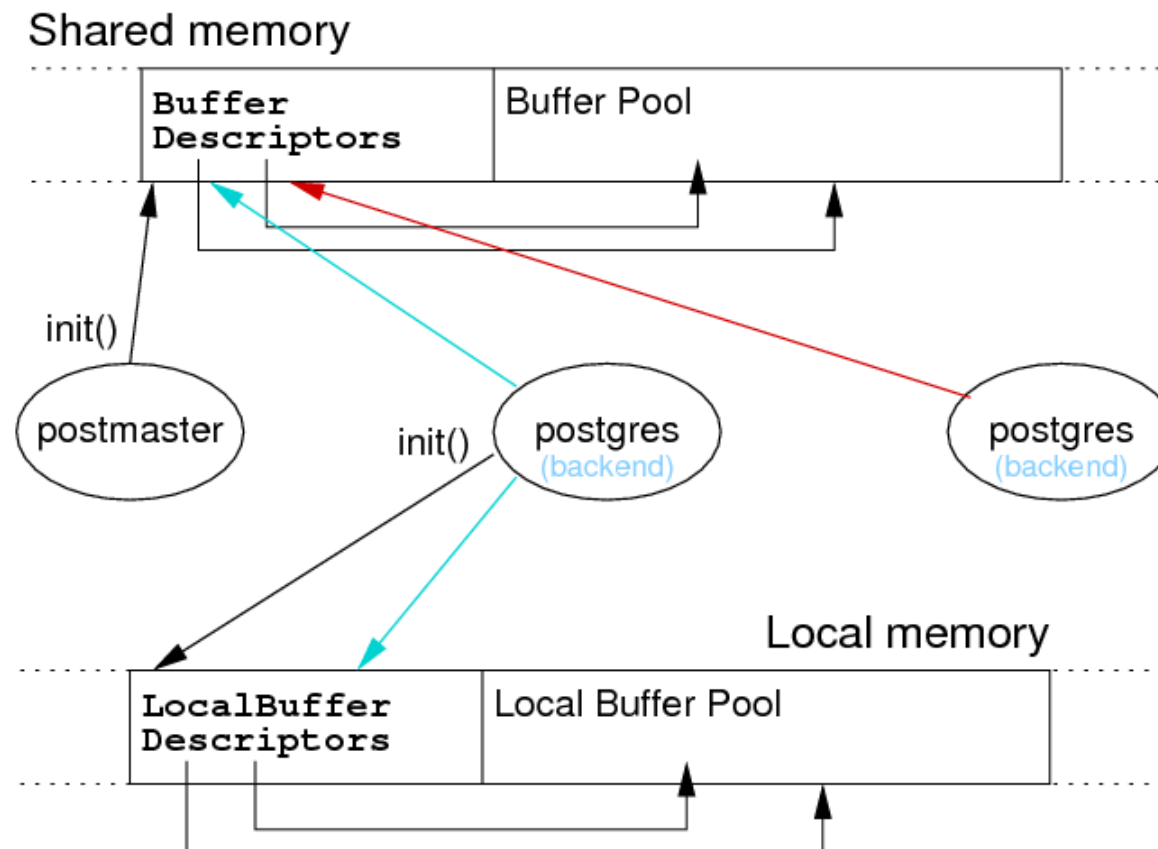 Shared memory
Buffer
Descriptors
Buffer Pool
init()
postmaster
init()
postgres
(backend)
postgres
(backend)
Local memory
LocalBuffer
Descriptors
Local Buffer Pool